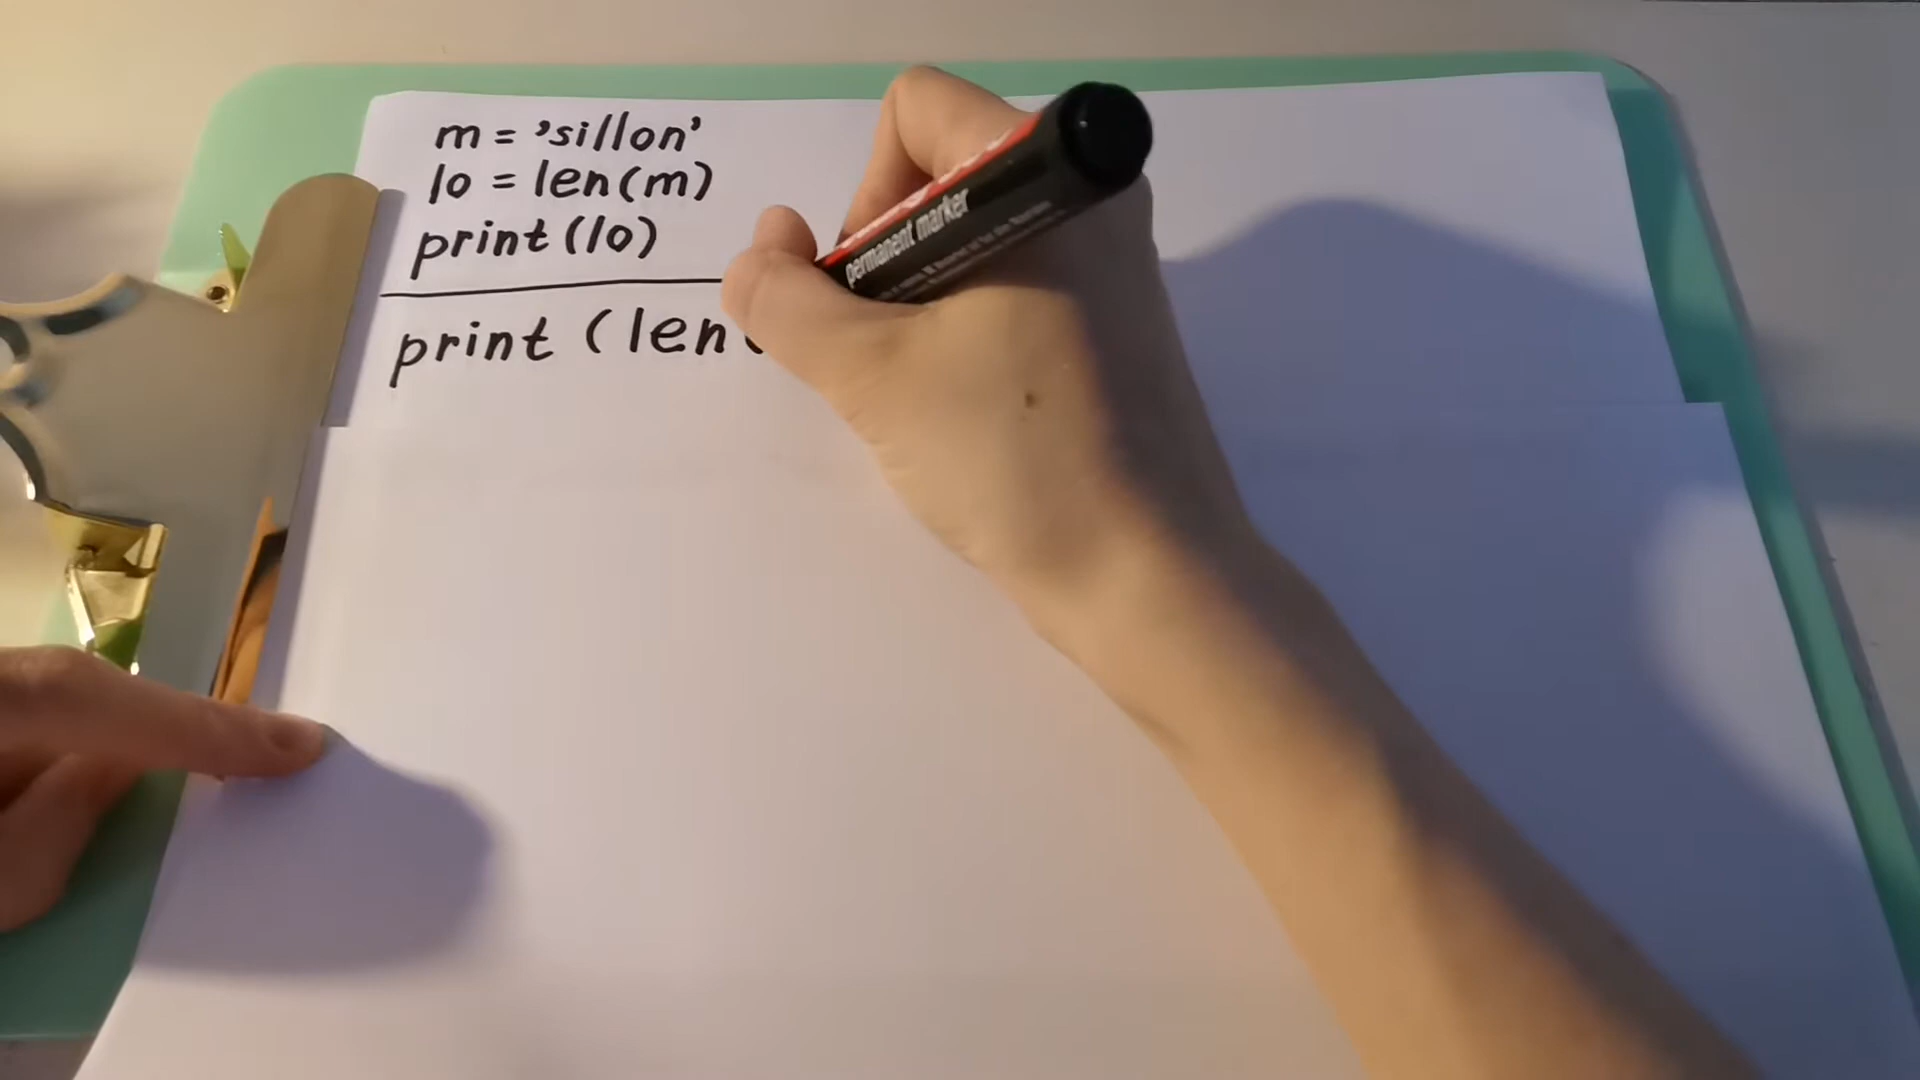 m = 'sillon'
lo = len(m)
print(lo)
print (len(
permanent marker